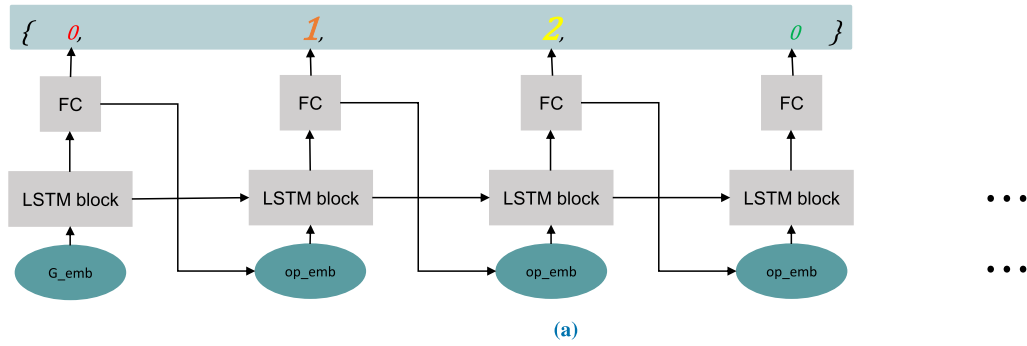 { 0, 1, 2, 0 }
FC FC FC FC
LSTM block LSTM block LSTM block LSTM block ...
G_emb op_emb op_emb op_emb ...
(a)